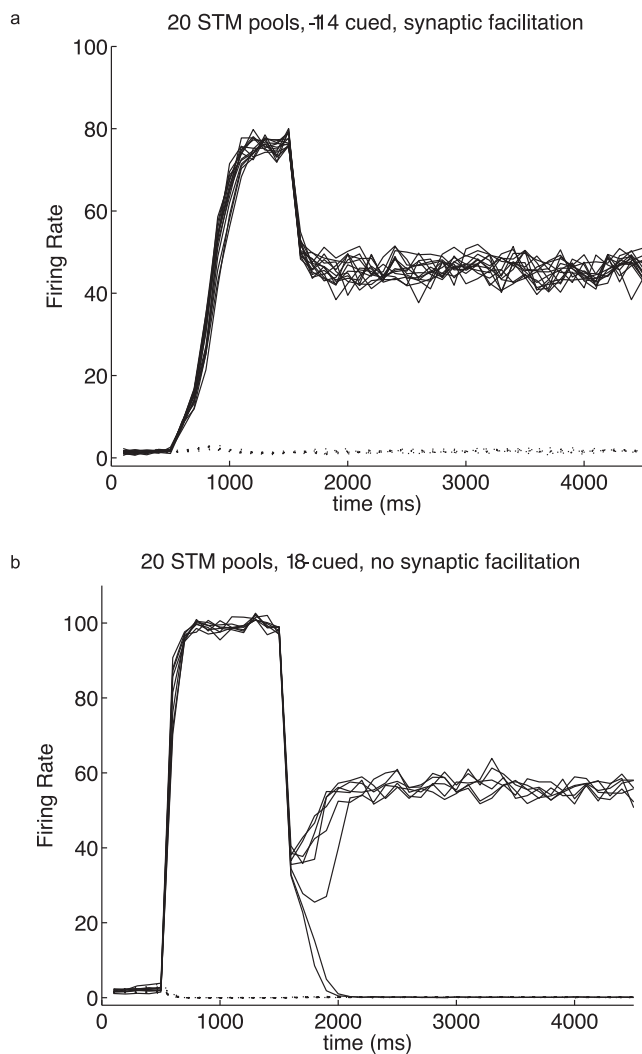 a
20 STM pools, -114 cued, synaptic facilitation
100
80
60
40
20
0
Firing Rate
0 1000 2000 3000 4000
time (ms)
b
20 STM pools, 18-cued, no synaptic facilitation
100
80
60
40
20
0
Firing Rate
0 1000 2000 3000 4000
time (ms)